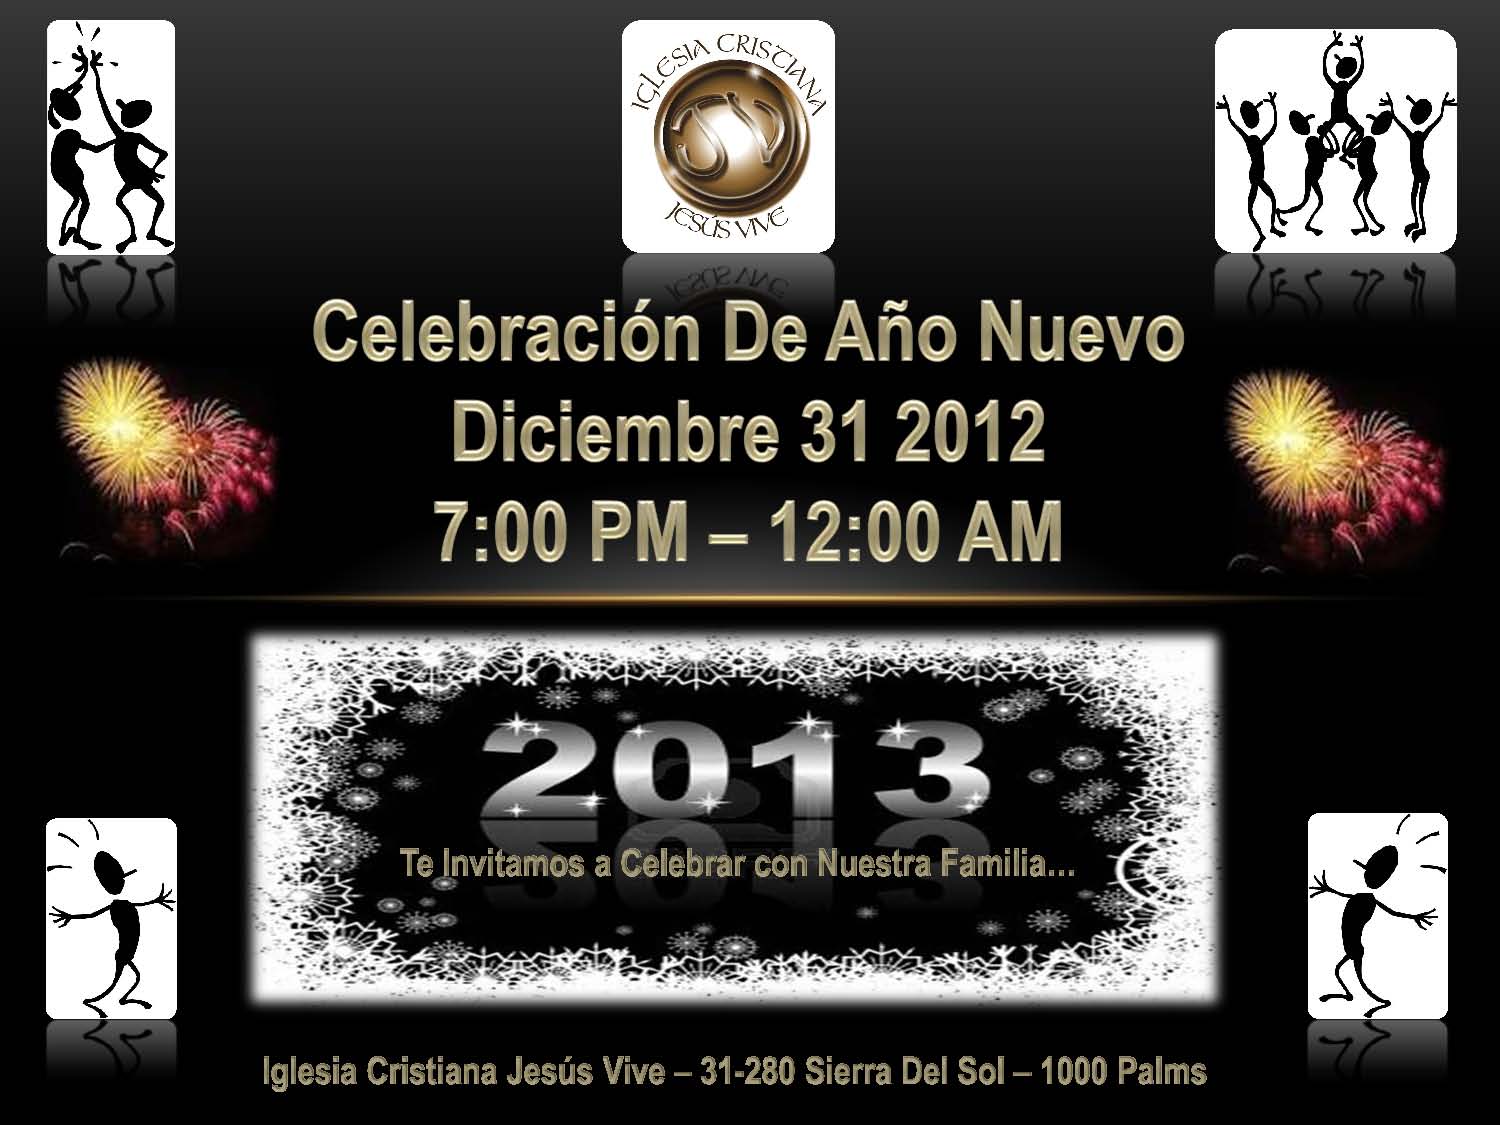 IGLESIA CRISTIANA
JV
JESÚS VIVE
Celebración De Año Nuevo
Diciembre 31 2012
7:00 PM – 12:00 AM
2013
Te Invitamos a Celebrar con Nuestra Familia…
Iglesia Cristiana Jesús Vive – 31-280 Sierra Del Sol – 1000 Palms